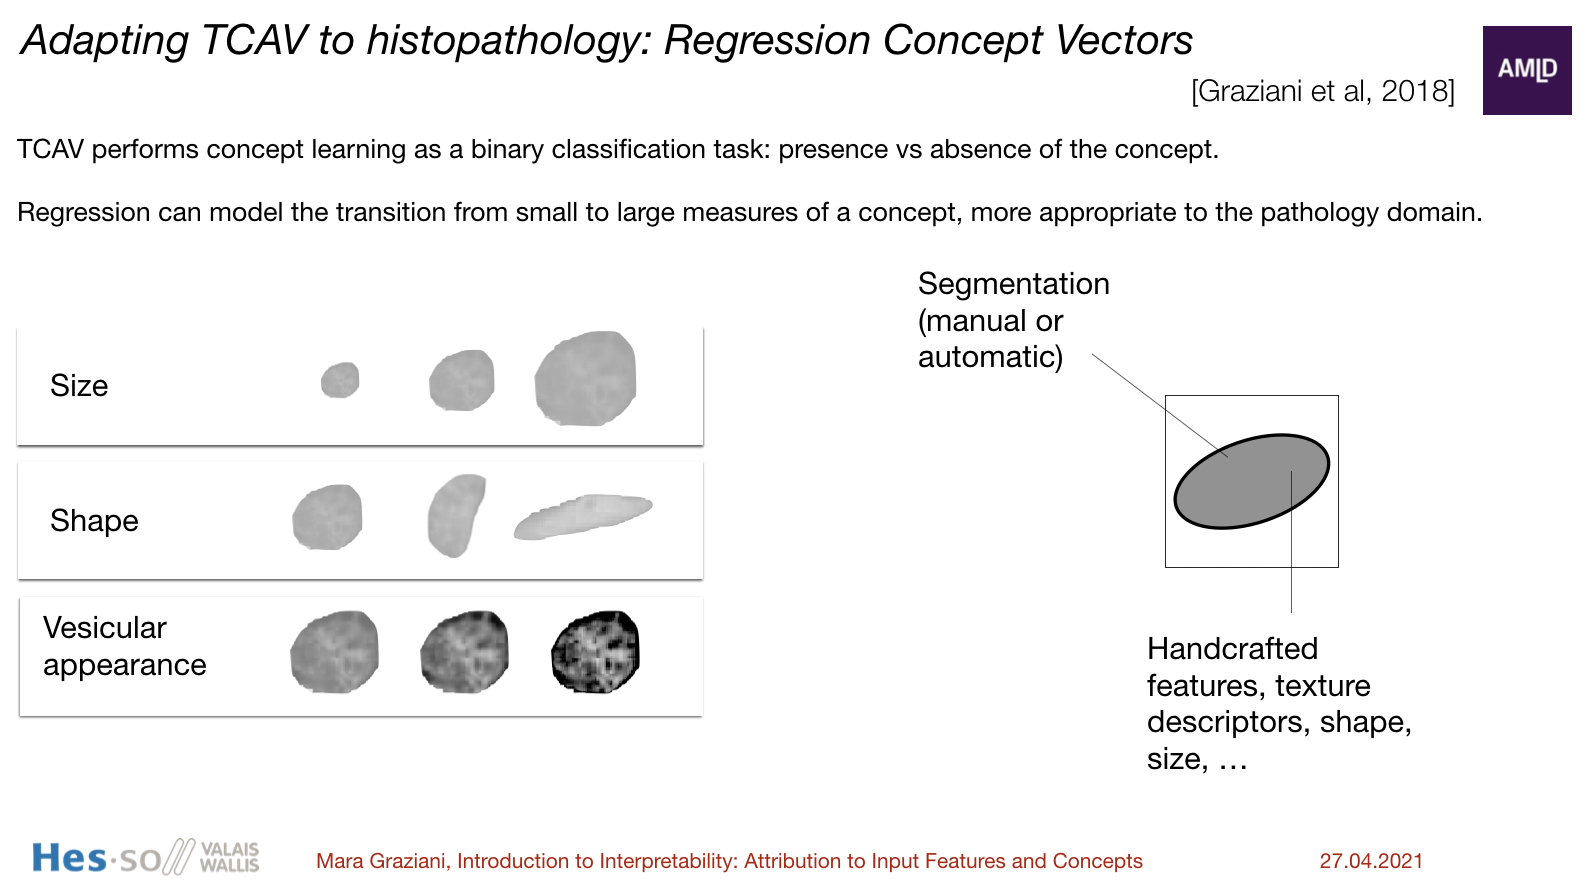 Adapting TCAV to histopathology: Regression Concept Vectors
AMLD
[Graziani et al, 2018]
TCAV performs concept learning as a binary classification task: presence vs absence of the concept.
Regression can model the transition from small to large measures of a concept, more appropriate to the pathology domain.
Segmentation
(manual or
automatic)
Size
Shape
Vesicular
appearance
Handcrafted
features, texture
descriptors, shape,
size, …
Hes·so VALAIS
WALLIS
Mara Graziani, Introduction to Interpretability: Attribution to Input Features and Concepts
27.04.2021